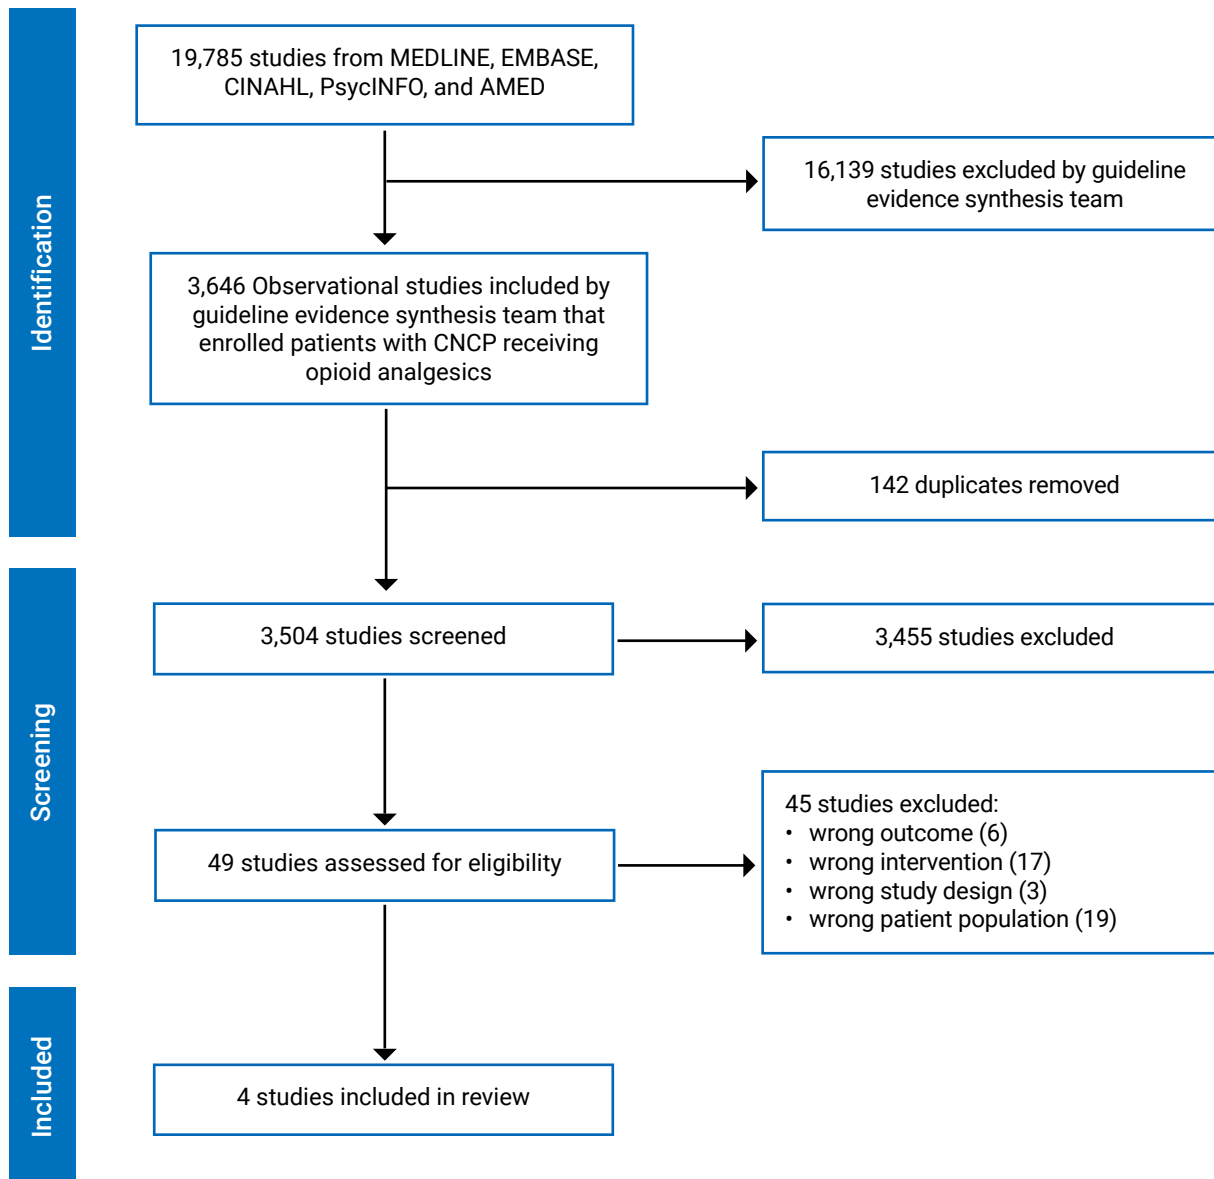 Identification
19,785 studies from MEDLINE, EMBASE,
CINAHL, PsycINFO, and AMED
16,139 studies excluded by guideline
evidence synthesis team
3,646 Observational studies included by
guideline evidence synthesis team that
enrolled patients with CNCP receiving
opioid analgesics
142 duplicates removed
Screening
3,504 studies screened
3,455 studies excluded
49 studies assessed for eligibility
45 studies excluded:
• wrong outcome (6)
• wrong intervention (17)
• wrong study design (3)
• wrong patient population (19)
Included
4 studies included in review